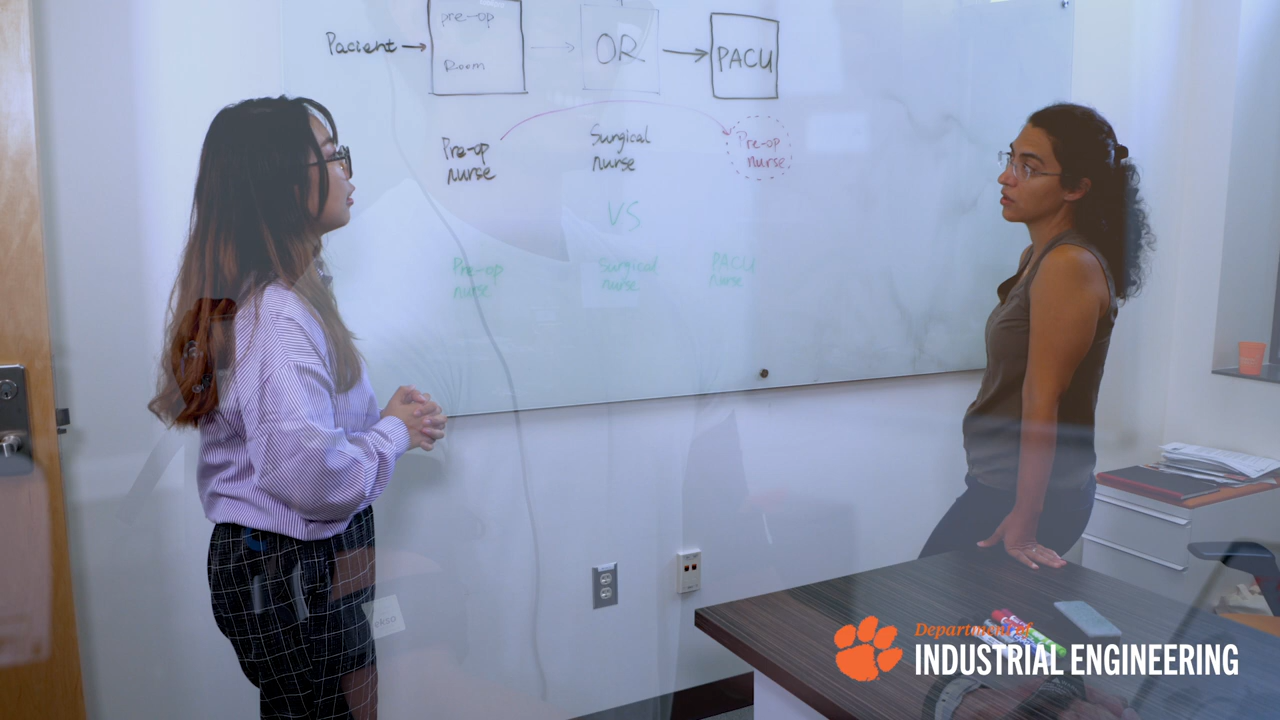 pre-op
Room
Pacient
OR
PACU
Pre-op
nurse
Surgical
nurse
Pre-op
nurse
VS
Pre-op
nurse
Surgical
nurse
PACU
nurse
Department of
INDUSTRIAL ENGINEERING